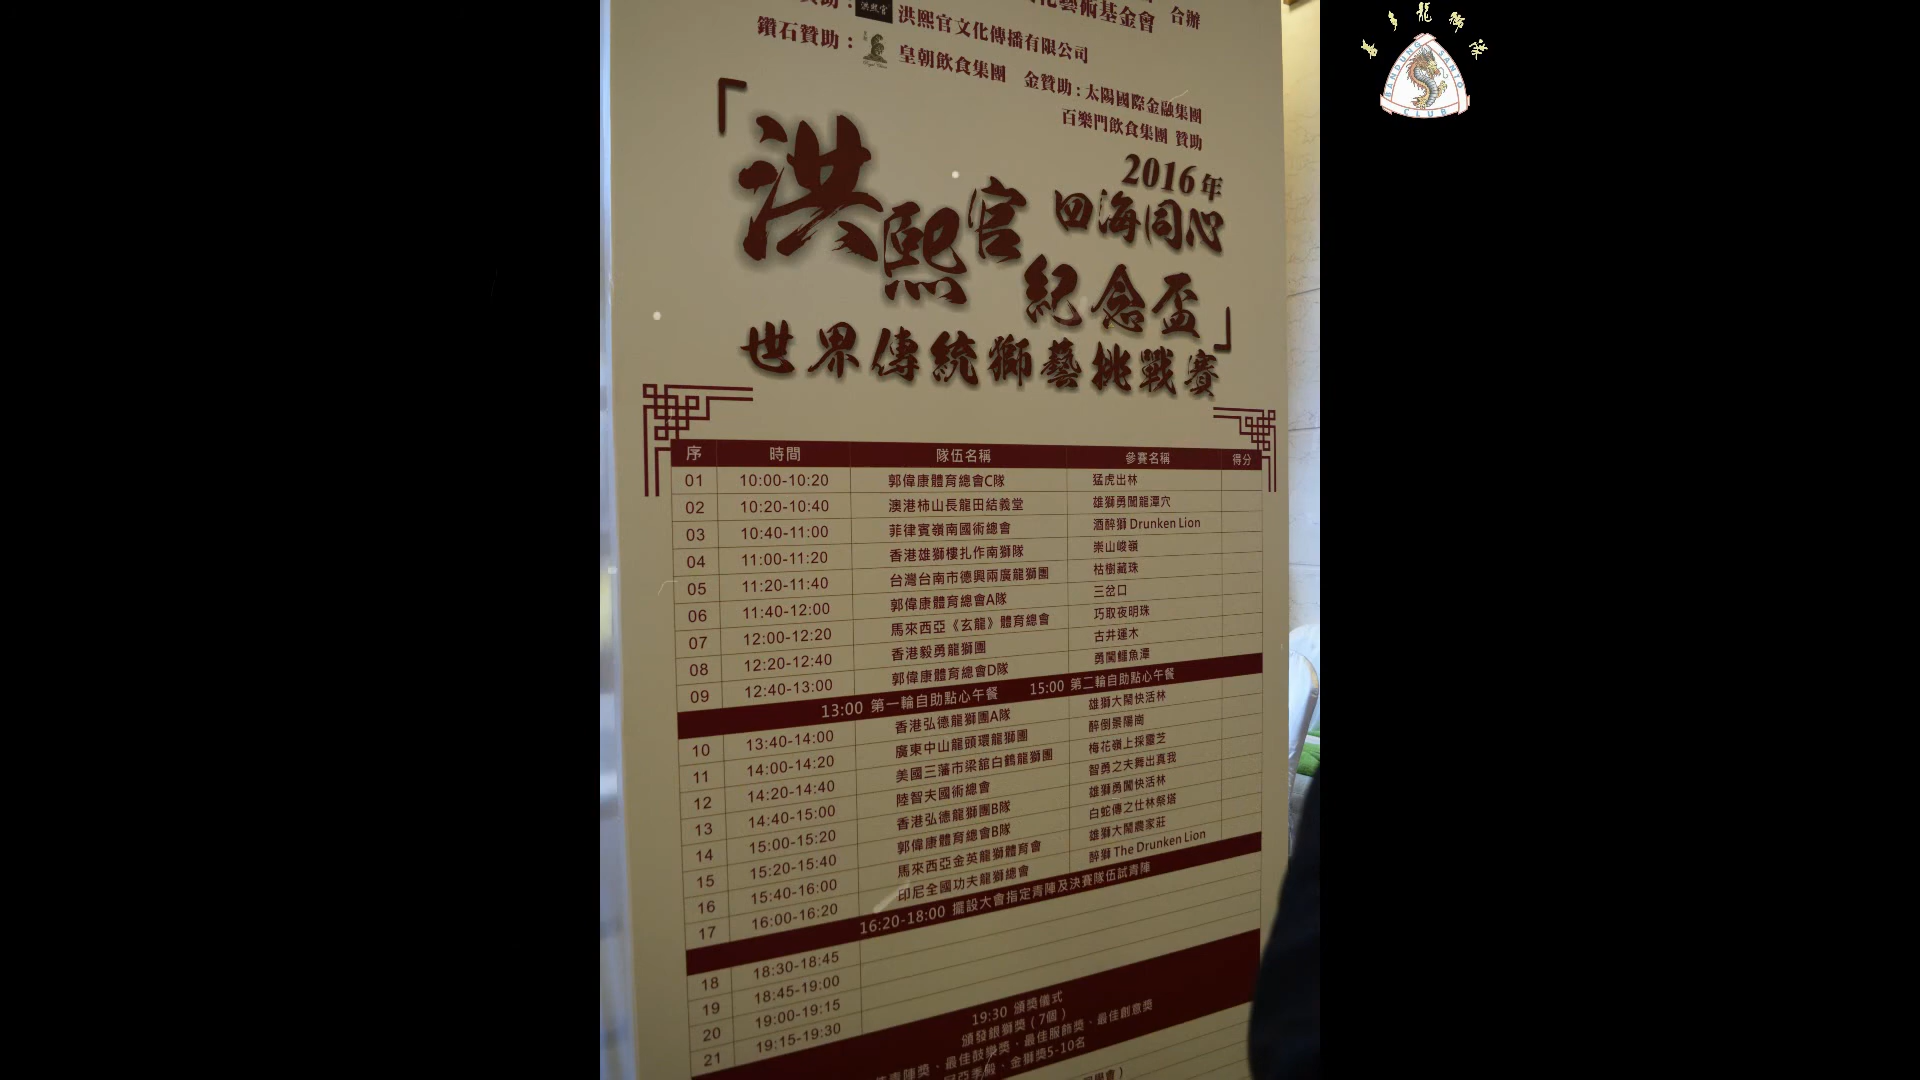 化藝術基金會 合辦
贊助： 洪熙官 洪熙官文化傳播有限公司
鑽石贊助： 皇朝飲食集團 金贊助：太陽國際金融集團
百樂門飲食集團 贊助
「洪熙官 2016年
四海同心
紀念盃」
世界傳統獅藝挑戰賽
序 時間 隊伍名稱 參賽名稱 得分
01 10:00-10:20 郭偉康體育總會C隊 猛虎出林
02 10:20-10:40 澳港柿山長龍田結義堂 雄獅勇闖龍潭穴
03 10:40-11:00 菲律賓嶺南國術總會 酒醉獅 Drunken Lion
04 11:00-11:20 香港雄獅樓扎作南獅隊 崇山峻嶺
05 11:20-11:40 台灣台南市德興兩廣龍獅團 枯樹藏珠
06 11:40-12:00 郭偉康體育總會A隊 三岔口
07 12:00-12:20 馬來西亞《玄龍》體育總會 巧取夜明珠
08 12:20-12:40 香港毅勇龍獅團 古井運木
09 12:40-13:00 郭偉康體育總會D隊 勇闖鱷魚潭
13:00 第一輪自助點心午餐 15:00 第二輪自助點心午餐
10 13:40-14:00 香港弘德龍獅團A隊 雄獅大鬧快活林
11 14:00-14:20 廣東中山龍頭環龍獅團 醉倒景陽崗
12 14:20-14:40 美國三藩市梁舘白鶴龍獅團 梅花嶺上採靈芝
13 14:40-15:00 陸智夫國術總會 智勇之夫舞出真我
14 15:00-15:20 香港弘德龍獅團B隊 雄獅勇闖快活林
15 15:20-15:40 郭偉康體育總會B隊 白蛇傳之仕林祭塔
16 15:40-16:00 馬來西亞金英龍獅體育會 雄獅大鬧農家莊
17 16:00-16:20 印尼全國功夫龍獅總會 醉獅 The Drunken Lion
16:20-18:00 擺設大會指定青陣及決賽隊伍試青陣
18 18:30-18:45
19 18:45-19:00
20 19:00-19:15
21 19:15-19:30
19:30 頒獎儀式
頒發銀獅獎（7個）
青陣獎、最佳鼓樂獎、最佳服飾獎、最佳創意獎
冠亞季殿、金獅獎5-10名
BANDUNG SANTO
CLUB